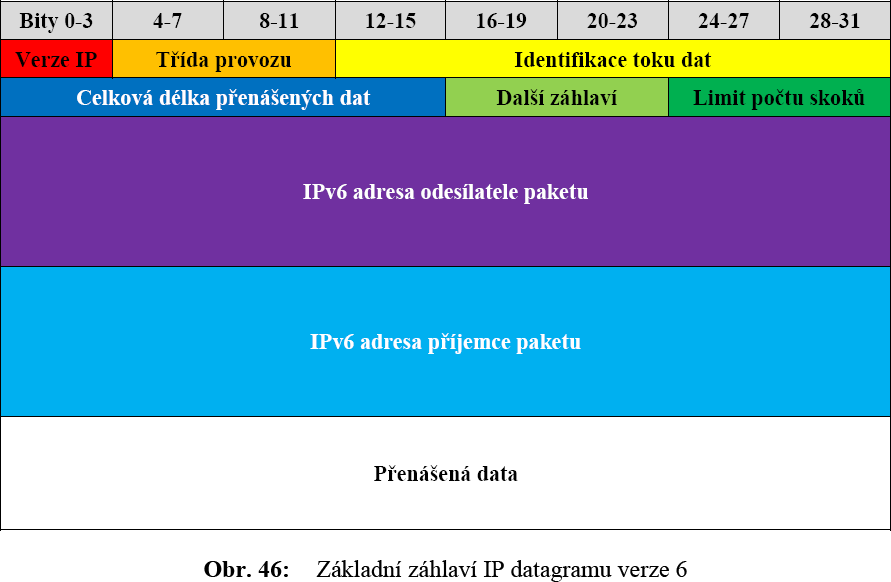 Bity 0-3 4-7 8-11 12-15 16-19 20-23 24-27 28-31
Verze IP Třída provozu Identifikace toku dat
Celková délka přenášených dat Další záhlaví Limit počtu skoků
IPv6 adresa odesílatele paketu
IPv6 adresa příjemce paketu
Přenášená data
Obr. 46: Základní záhlaví IP datagramu verze 6